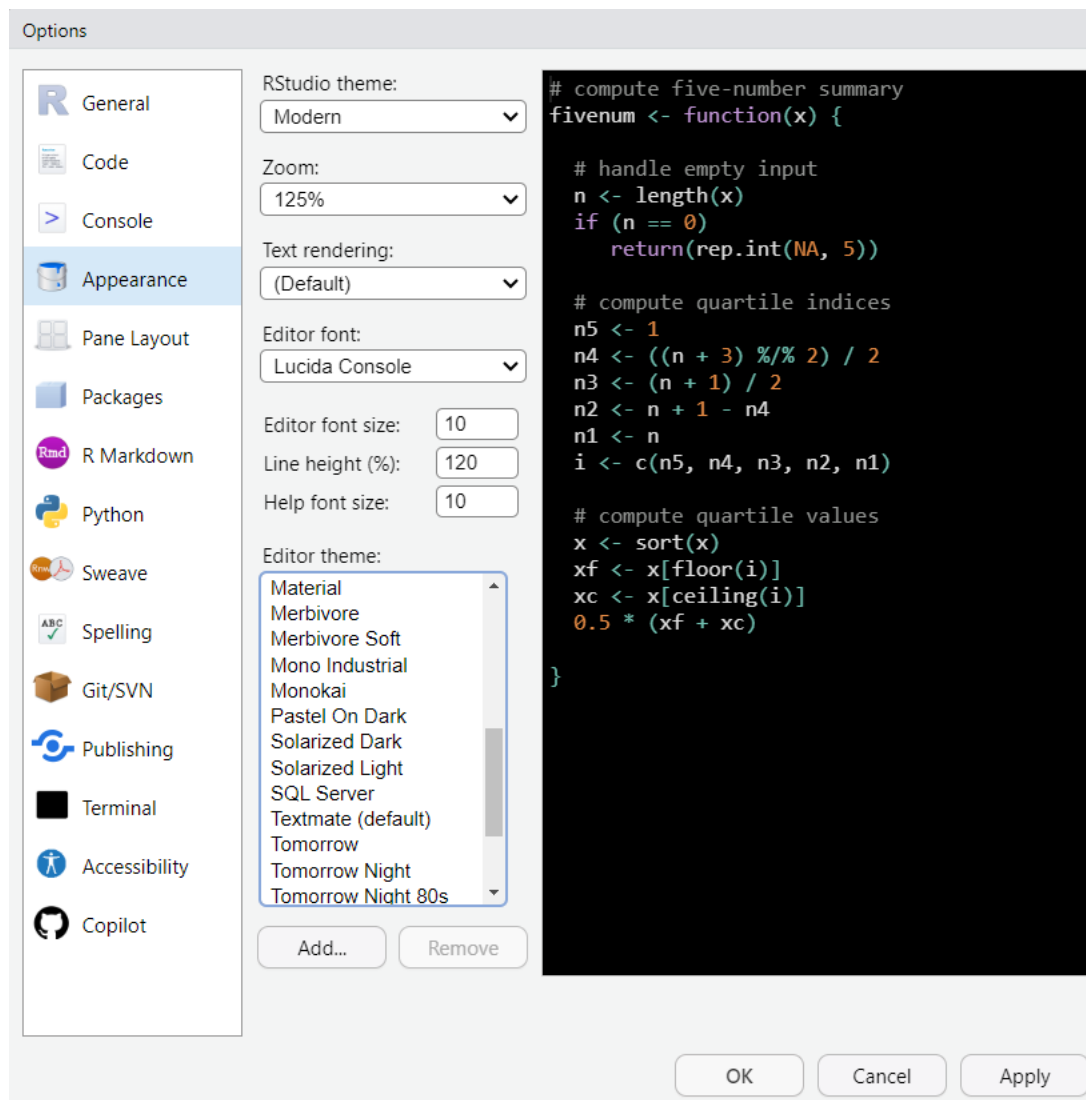 Options
General
Code
Console
Appearance
Pane Layout
Packages
Rmd R Markdown
Python
Rnw Sweave
ABC Spelling
Git/SVN
Publishing
Terminal
Accessibility
Copilot
RStudio theme:
Modern
Zoom:
125%
Text rendering:
(Default)
Editor font:
Lucida Console
Editor font size: 10
Line height (%): 120
Help font size: 10
Editor theme:
Material
Merbivore
Merbivore Soft
Mono Industrial
Monokai
Pastel On Dark
Solarized Dark
Solarized Light
SQL Server
Textmate (default)
Tomorrow
Tomorrow Night
Tomorrow Night 80s
Add...
Remove
# compute five-number summary
fivenum <- function(x) {
  # handle empty input
  n <- length(x)
  if (n == 0)
     return(rep.int(NA, 5))
  # compute quartile indices
  n5 <- 1
  n4 <- ((n + 3) %/% 2) / 2
  n3 <- (n + 1) / 2
  n2 <- n + 1 - n4
  n1 <- n
  i <- c(n5, n4, n3, n2, n1)
  # compute quartile values
  x <- sort(x)
  xf <- x[floor(i)]
  xc <- x[ceiling(i)]
  0.5 * (xf + xc)
}
OK
Cancel
Apply